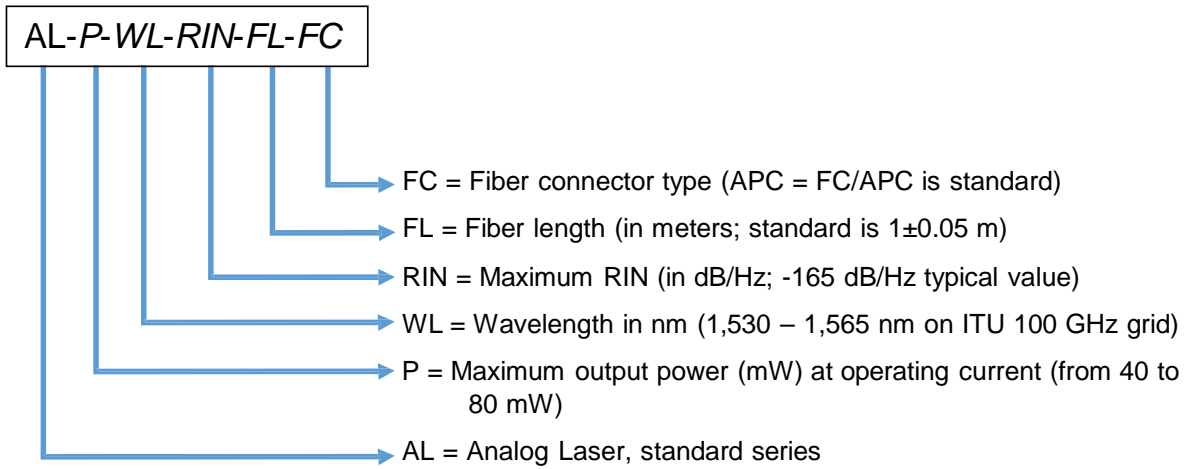 AL-P-WL-RIN-FL-FC
FC = Fiber connector type (APC = FC/APC is standard)
FL = Fiber length (in meters; standard is 1±0.05 m)
RIN = Maximum RIN (in dB/Hz; -165 dB/Hz typical value)
WL = Wavelength in nm (1,530 – 1,565 nm on ITU 100 GHz grid)
P = Maximum output power (mW) at operating current (from 40 to
80 mW)
AL = Analog Laser, standard series